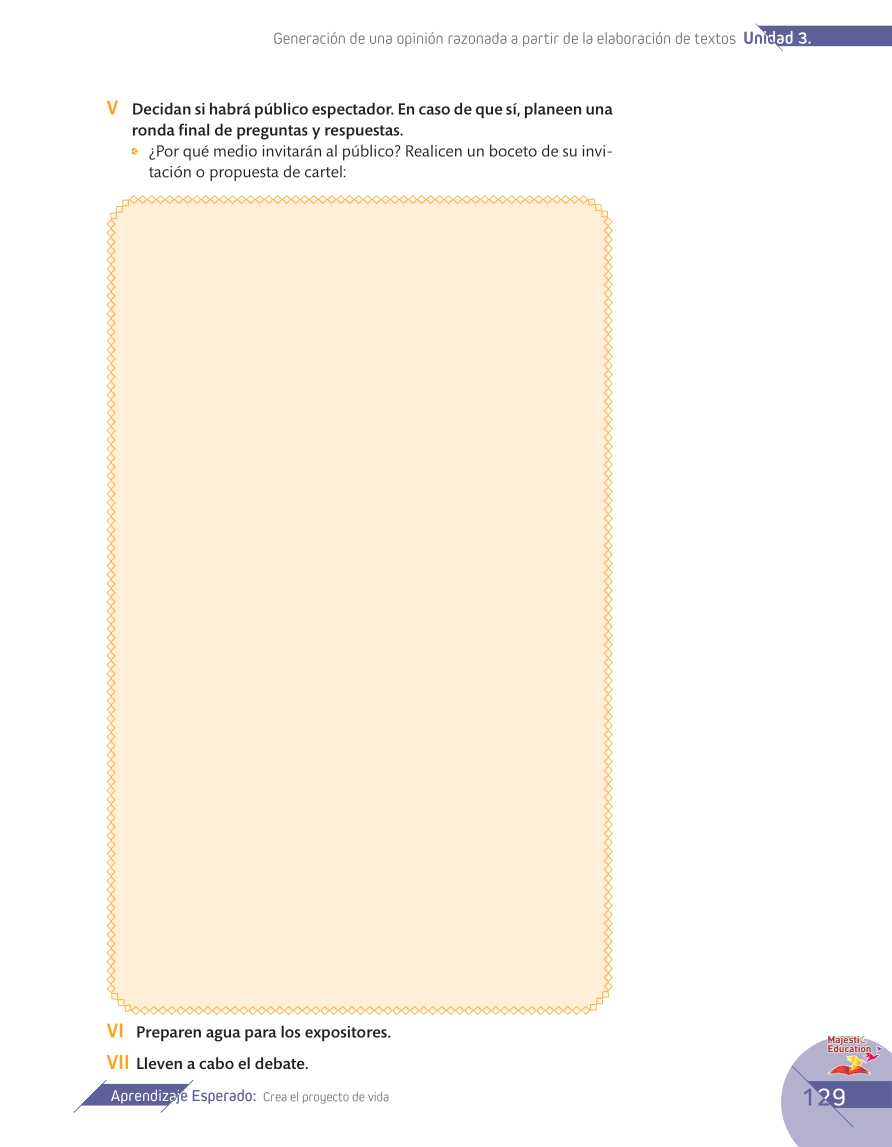 Generación de una opinión razonada a partir de la elaboración de textos Unidad 3.
V Decidan si habrá público espectador. En caso de que sí, planeen una
ronda final de preguntas y respuestas.
¿Por qué medio invitarán al público? Realicen un boceto de su invi-
tación o propuesta de cartel:
VI Preparen agua para los expositores.
VII Lleven a cabo el debate.
Majestic
Education
Aprendizaje Esperado: Crea el proyecto de vida
129